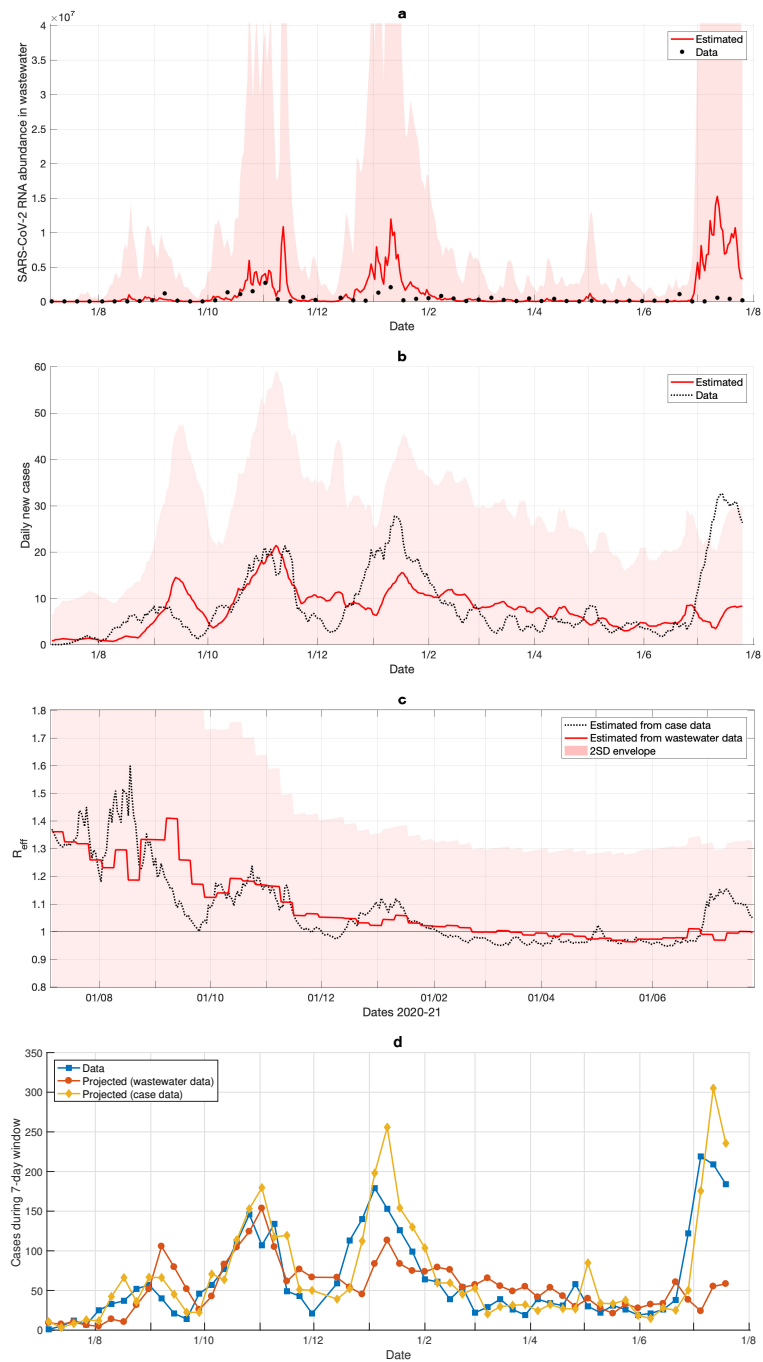 a
×10⁷
4
3.5
3
2.5
2
1.5
1
0.5
0
SARS-CoV-2 RNA abundance in wastewater
Estimated
Data
1/8
1/10
1/12
1/2
1/4
1/6
1/8
Date
b
60
50
40
30
20
10
0
Daily new cases
Estimated
Data
1/8
1/10
1/12
1/2
1/4
1/6
1/8
Date
c
1.8
1.7
1.6
1.5
1.4
1.3
1.2
1.1
1
0.9
0.8
Reff
Estimated from case data
Estimated from wastewater data
2SD envelope
01/08
01/10
01/12
01/02
01/04
01/06
Dates 2020-21
d
350
300
250
200
150
100
50
0
Cases during 7-day window
Data
Projected (wastewater data)
Projected (case data)
1/8
1/10
1/12
1/2
1/4
1/6
1/8
Date